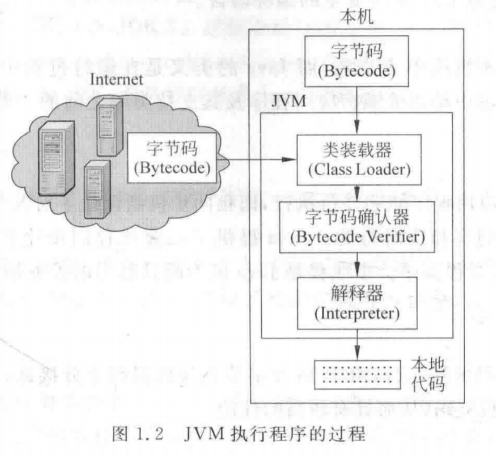 本机
字节码
(Bytecode)
Internet
JVM
字节码
(Bytecode)
类装载器
(Class Loader)
字节码确认器
(Bytecode Verifier)
解释器
(Interpreter)
本地
代码
图 1.2 JVM 执行程序的过程